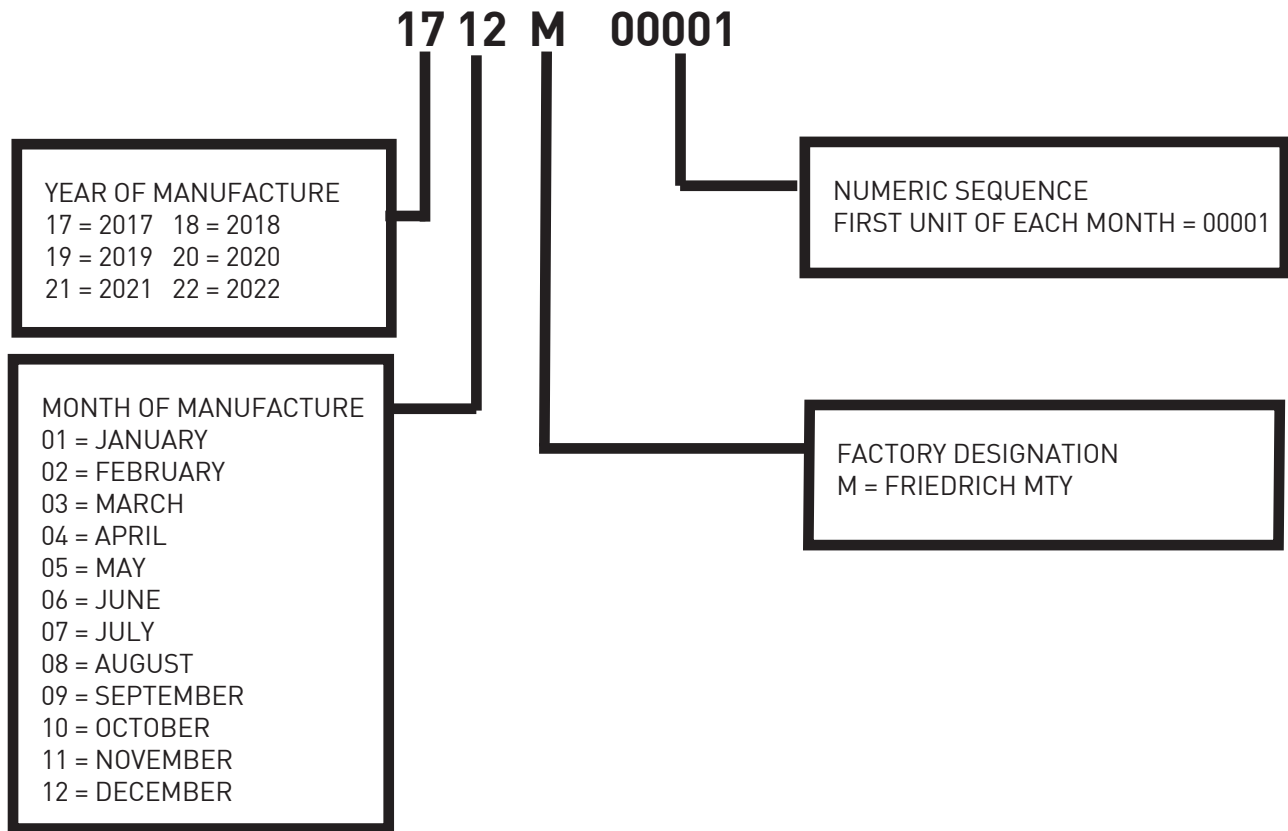 17 12 M 00001
YEAR OF MANUFACTURE
17 = 2017 18 = 2018
19 = 2019 20 = 2020
21 = 2021 22 = 2022
NUMERIC SEQUENCE
FIRST UNIT OF EACH MONTH = 00001
MONTH OF MANUFACTURE
01 = JANUARY
02 = FEBRUARY
03 = MARCH
04 = APRIL
05 = MAY
06 = JUNE
07 = JULY
08 = AUGUST
09 = SEPTEMBER
10 = OCTOBER
11 = NOVEMBER
12 = DECEMBER
FACTORY DESIGNATION
M = FRIEDRICH MTY